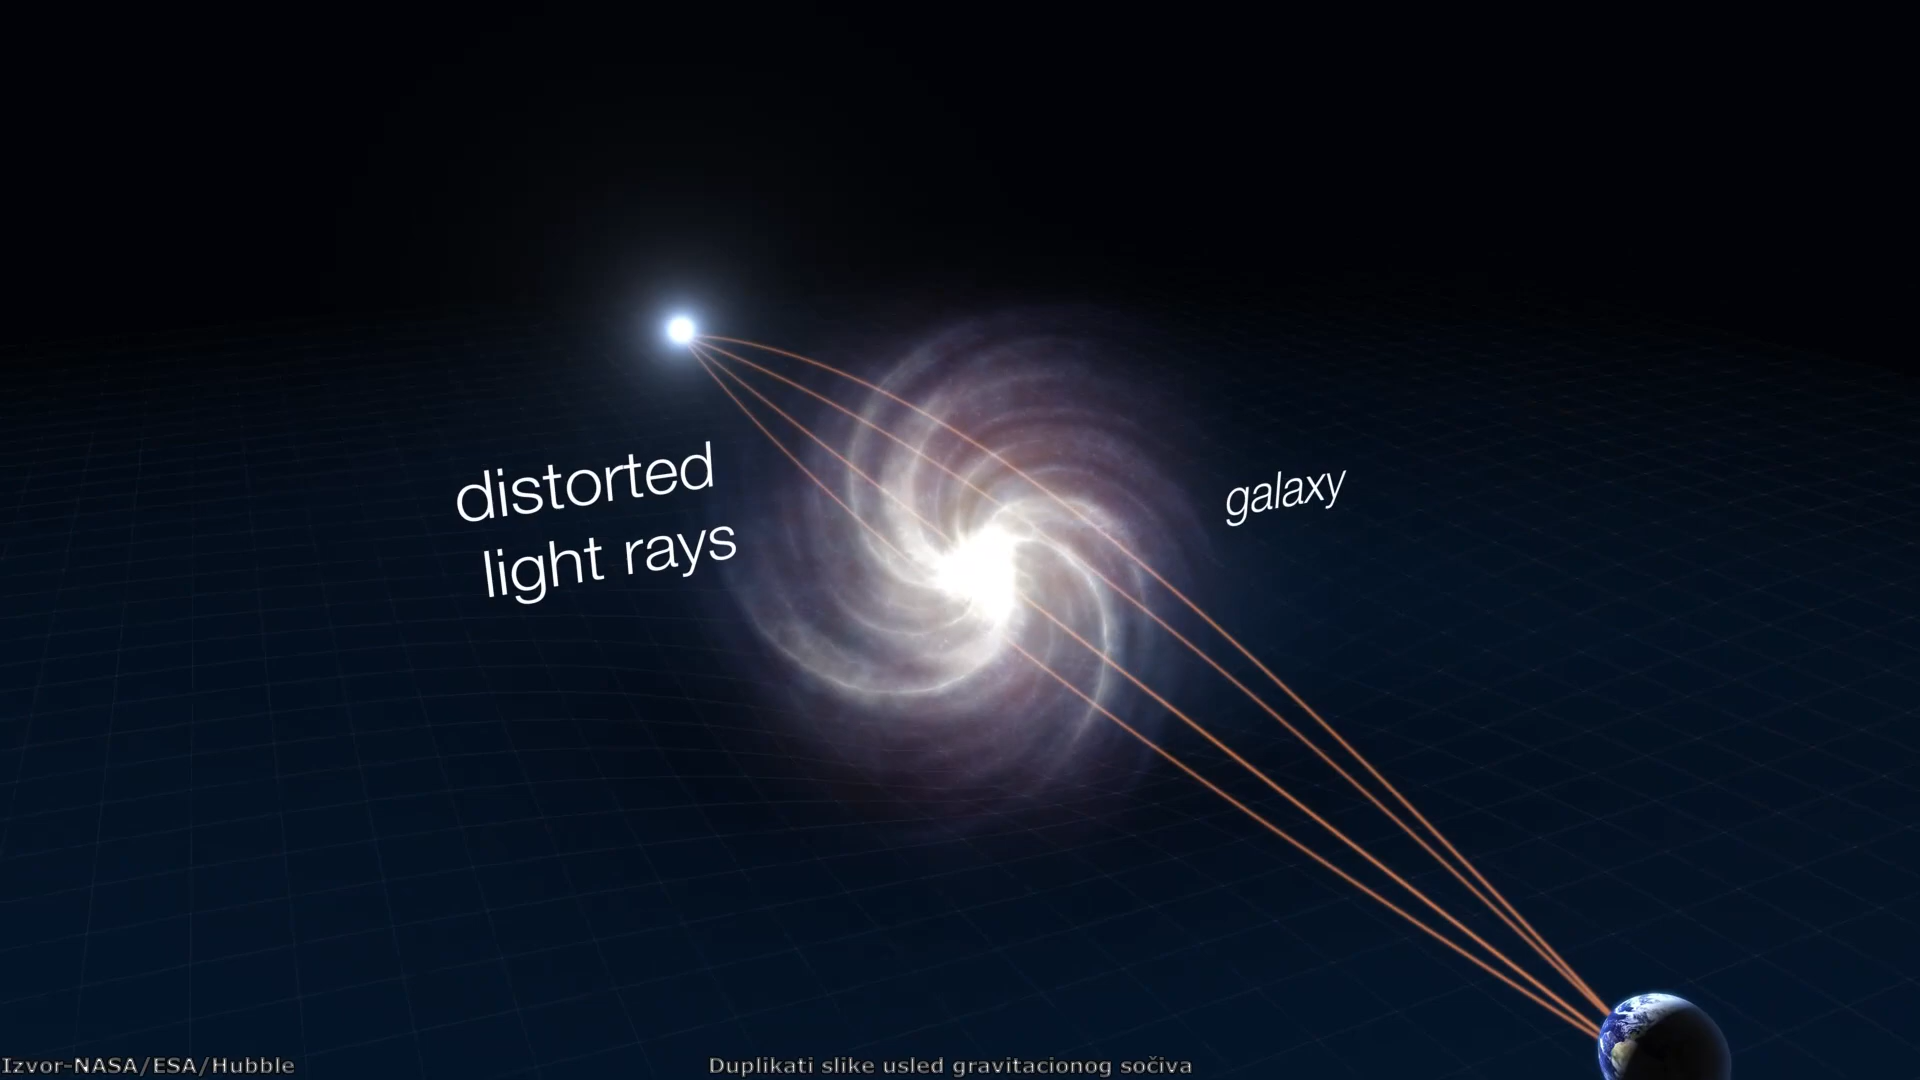 distorted
light rays
galaxy
Izvor-NASA/ESA/Hubble
Duplikati slike usled gravitacionog sočiva